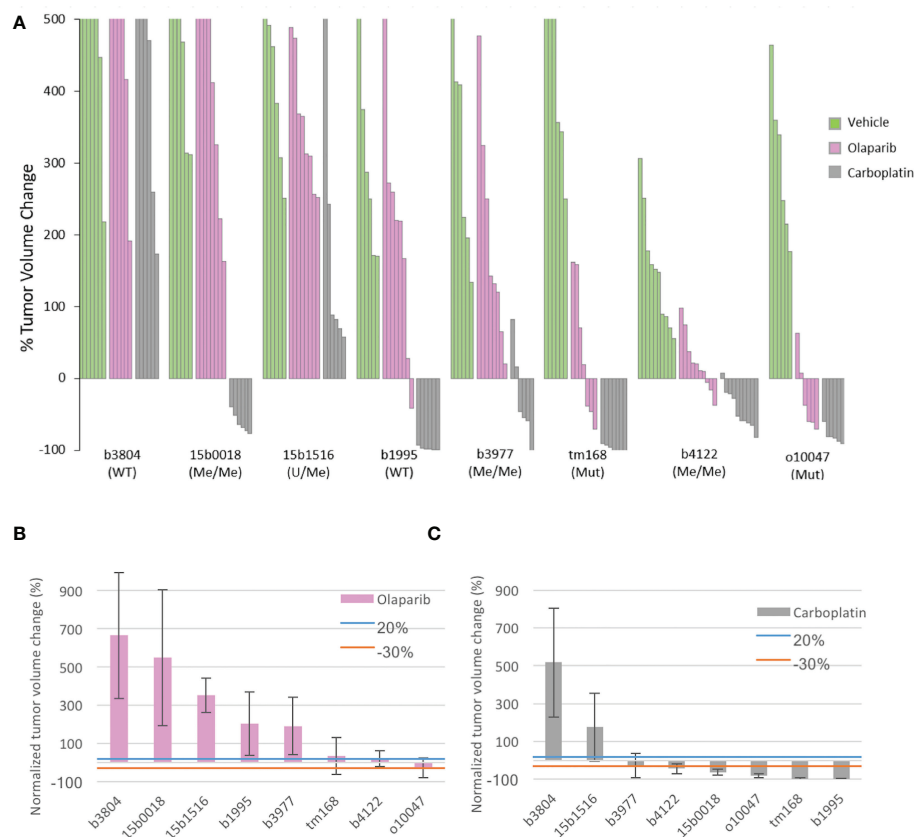 A
% Tumor Volume Change
500
400
300
200
100
0
-100
Vehicle
Olaparib
Carboplatin
b3804 15b0018 15b1516 b1995 b3977 tm168 b4122 o10047
(WT) (Me/Me) (U/Me) (WT) (Me/Me) (Mut) (Me/Me) (Mut)
B
Normalized tumor volume change (%)
900
700
500
300
100
-100
Olaparib
20%
-30%
b3804 15b0018 15b1516 b1995 b3977 tm168 b4122 o10047
C
Normalized tumor volume change (%)
900
700
500
300
100
-100
Carboplatin
20%
-30%
b3804 15b1516 b3977 b4122 15b0018 o10047 tm168 b1995